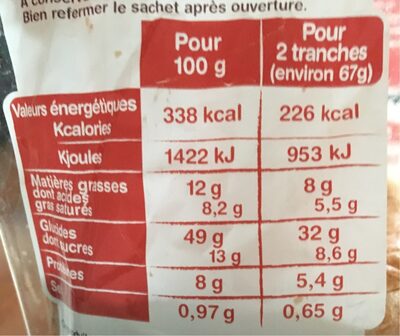 Bien refermer le sachet après ouverture.
Pour 100 g
Pour 2 tranches (environ 67g)
Valeurs énergétiques Kcalories 338 kcal 226 kcal
Kjoules 1422 kJ 953 kJ
Matières grasses 12 g 8 g
dont acides gras saturés 8,2 g 5,5 g
Glucides 49 g 32 g
dont sucres 13 g 8,6 g
8 g 5,4 g
0,97 g 0,65 g